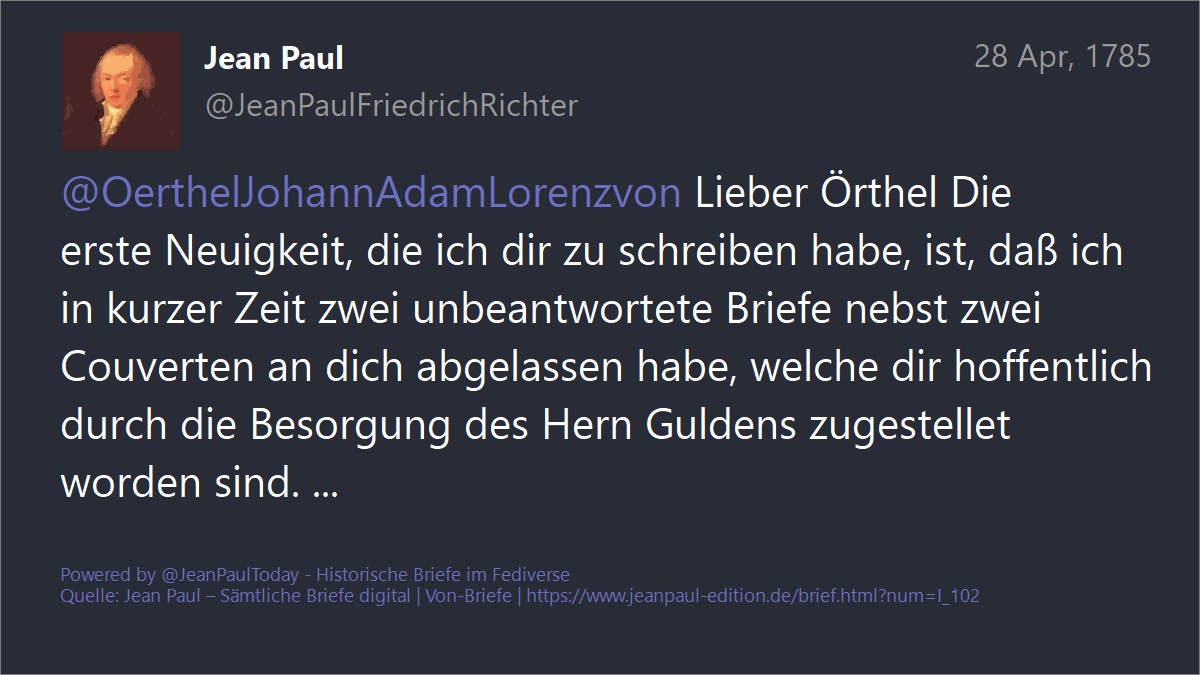 Jean Paul
28 Apr, 1785
@JeanPaulFriedrichRichter
@OerthelJohannAdamLorenzvon Lieber Örthel Die
erste Neuigkeit, die ich dir zu schreiben habe, ist, daß ich
in kurzer Zeit zwei unbeantwortete Briefe nebst zwei
Couverten an dich abgelassen habe, welche dir hoffentlich
durch die Besorgung des Hern Guldens zugestellet
worden sind. ...
Powered by @JeanPaulToday - Historische Briefe im Fediverse
Quelle: Jean Paul – Sämtliche Briefe digital | Von-Briefe | https://www.jeanpaul-edition.de/brief.html?num=I_102